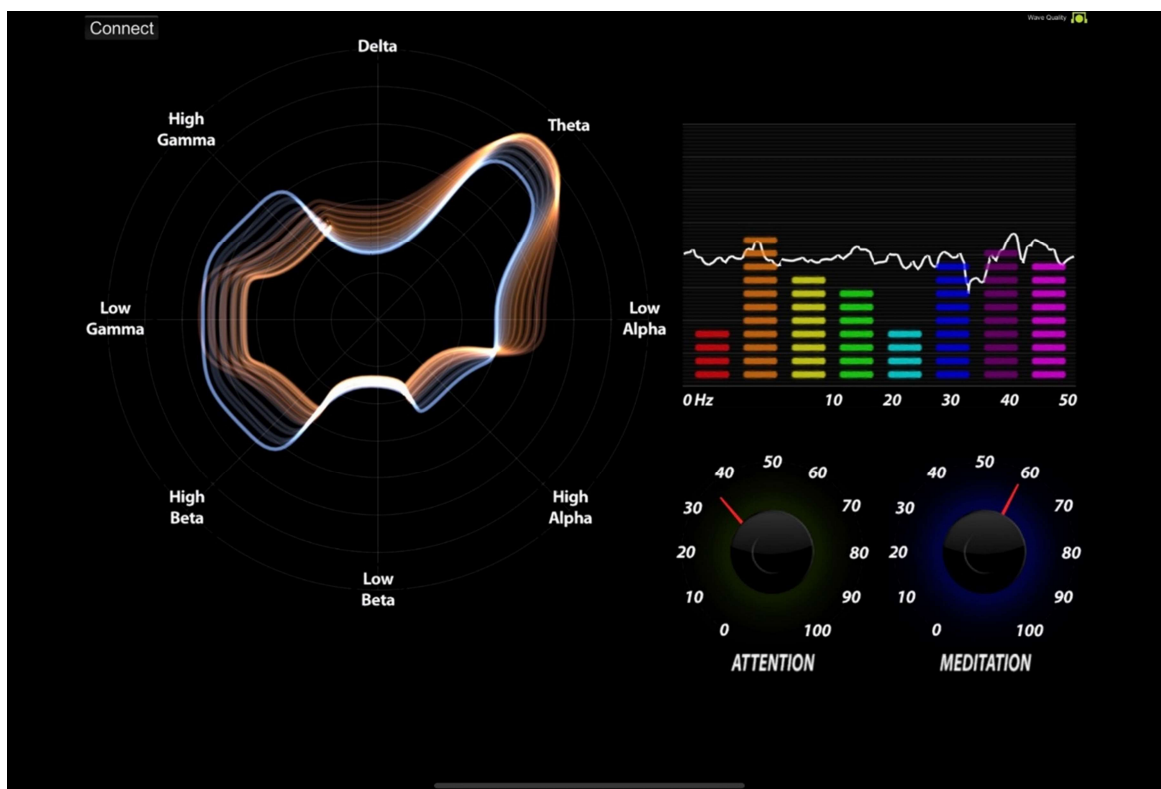 Connect
Wave Quality
Delta
High
Gamma
Theta
Low
Gamma
Low
Alpha
High
Beta
High
Alpha
Low
Beta
0 Hz 10 20 30 40 50
0 10 20 30 40 50 60 70 80 90 100
ATTENTION
0 10 20 30 40 50 60 70 80 90 100
MEDITATION